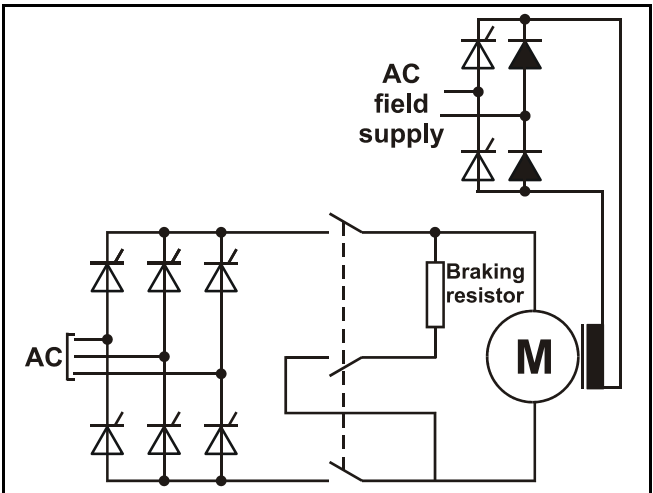 AC
field
supply
Braking
resistor
AC
M